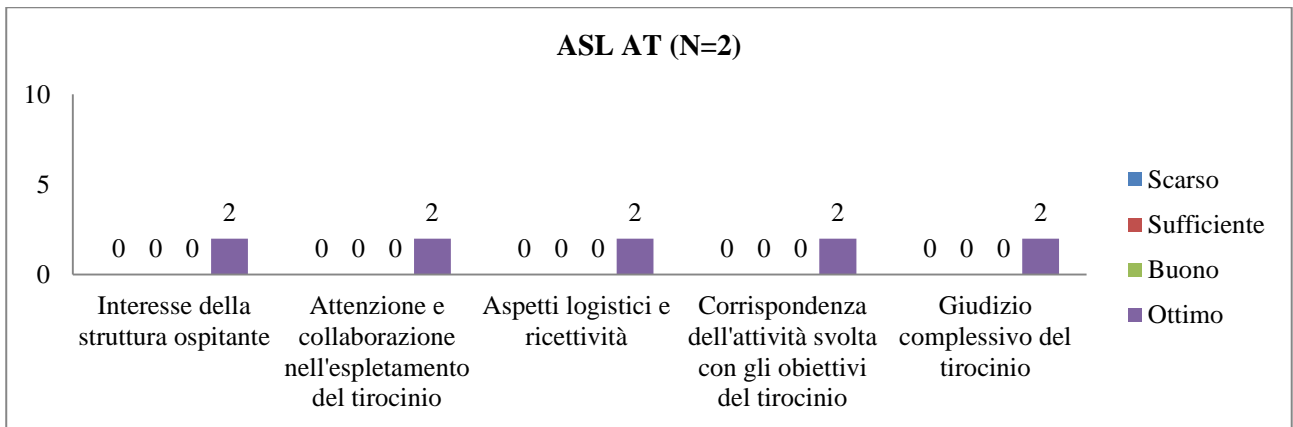 ASL AT (N=2)
10
5
0
2 2 2 2 2
0 0 0 0 0 0 0 0 0 0 0 0 0 0 0
Interesse della
struttura ospitante
Attenzione e
collaborazione
nell'espletamento
del tirocinio
Aspetti logistici e
ricettività
Corrispondenza
dell'attività svolta
con gli obiettivi
del tirocinio
Giudizio
complessivo del
tirocinio
Scarso
Sufficiente
Buono
Ottimo